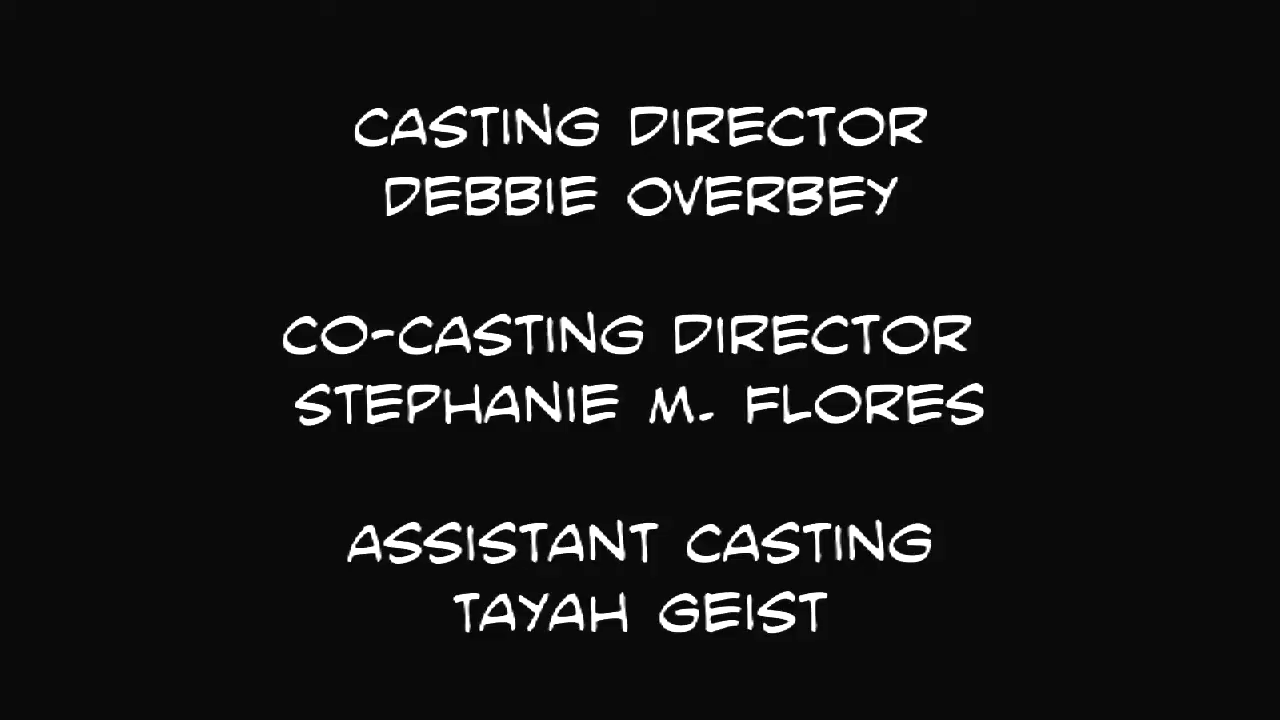 CASTING DIRECTOR
DEBBIE OVERBEY
CO-CASTING DIRECTOR
STEPHANIE M. FLORES
ASSISTANT CASTING
TAYAH GEIST